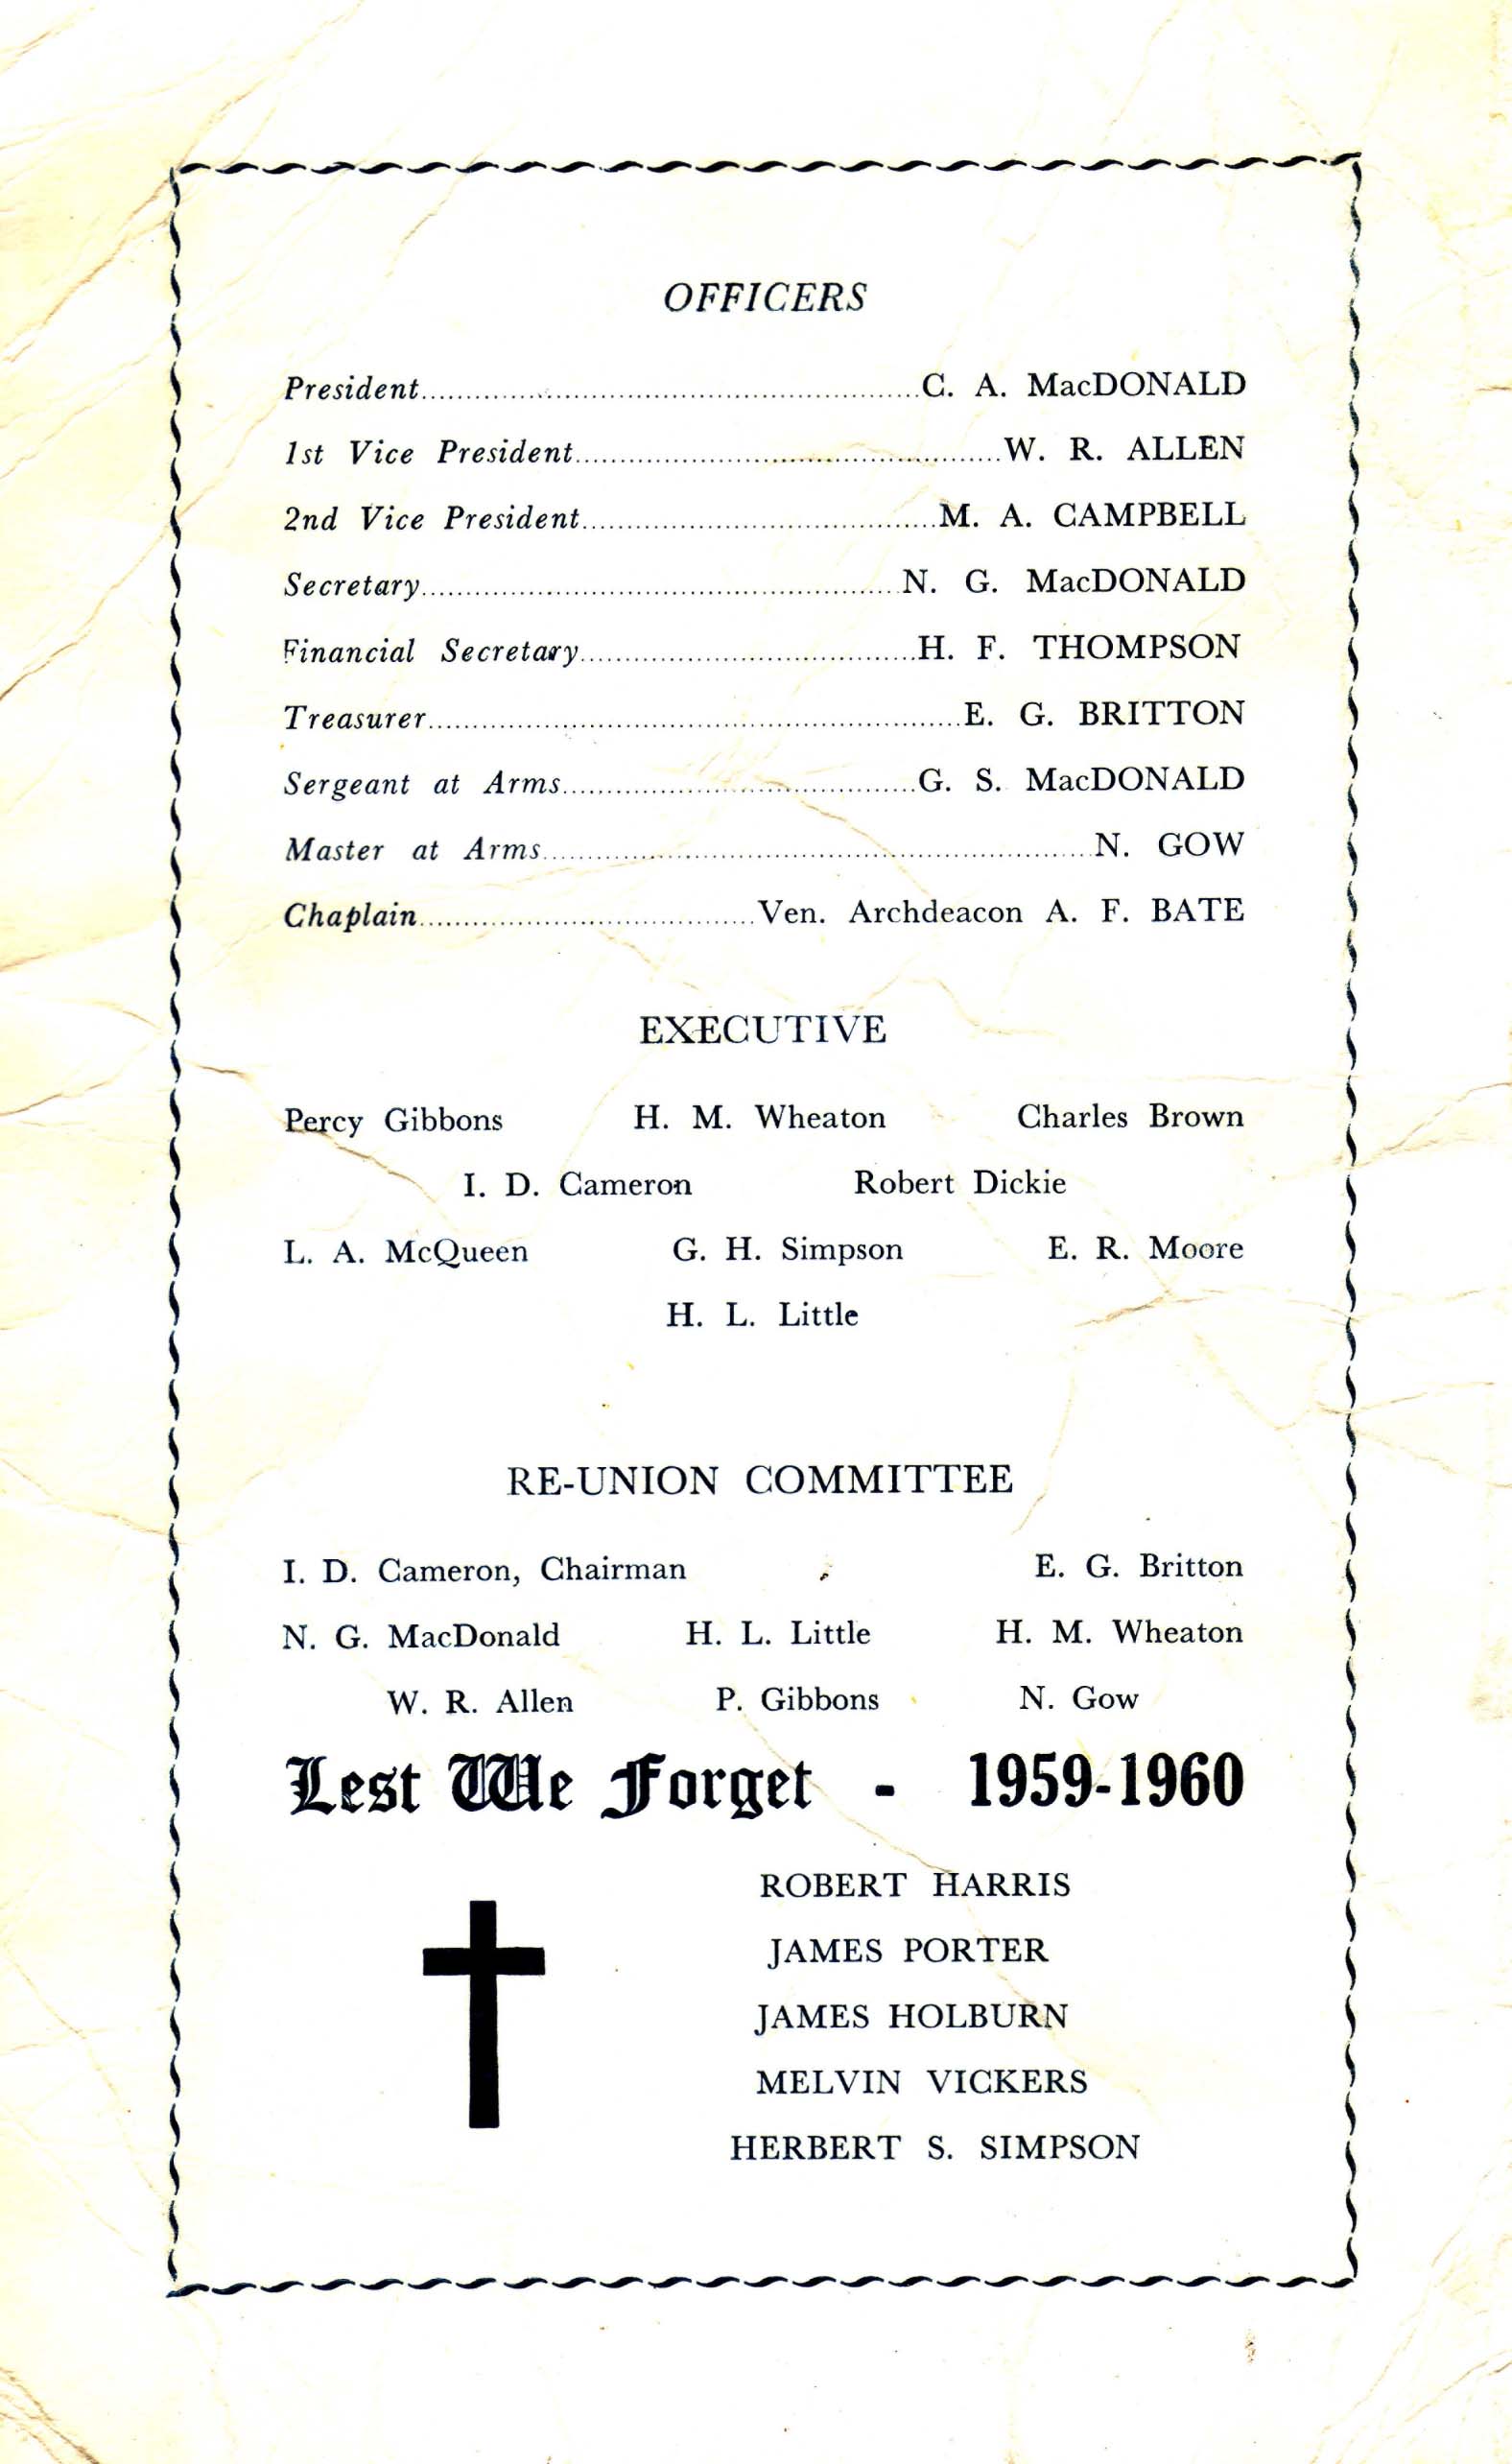 OFFICERS
President..........C. A. MacDONALD
1st Vice President..........W. R. ALLEN
2nd Vice President..........M. A. CAMPBELL
Secretary..........N. G. MacDONALD
Financial Secretary..........H. F. THOMPSON
Treasurer..........E. G. BRITTON
Sergeant at Arms..........G. S. MacDONALD
Master at Arms..........N. GOW
Chaplain..........Ven. Archdeacon A. F. BATE
EXECUTIVE
Percy Gibbons H. M. Wheaton Charles Brown
I. D. Cameron Robert Dickie
L. A. McQueen G. H. Simpson E. R. Moore
H. L. Little
RE-UNION COMMITTEE
I. D. Cameron, Chairman E. G. Britton
N. G. MacDonald H. L. Little H. M. Wheaton
W. R. Allen P. Gibbons N. Gow
Lest We Forget - 1959-1960
ROBERT HARRIS
JAMES PORTER
JAMES HOLBURN
MELVIN VICKERS
HERBERT S. SIMPSON